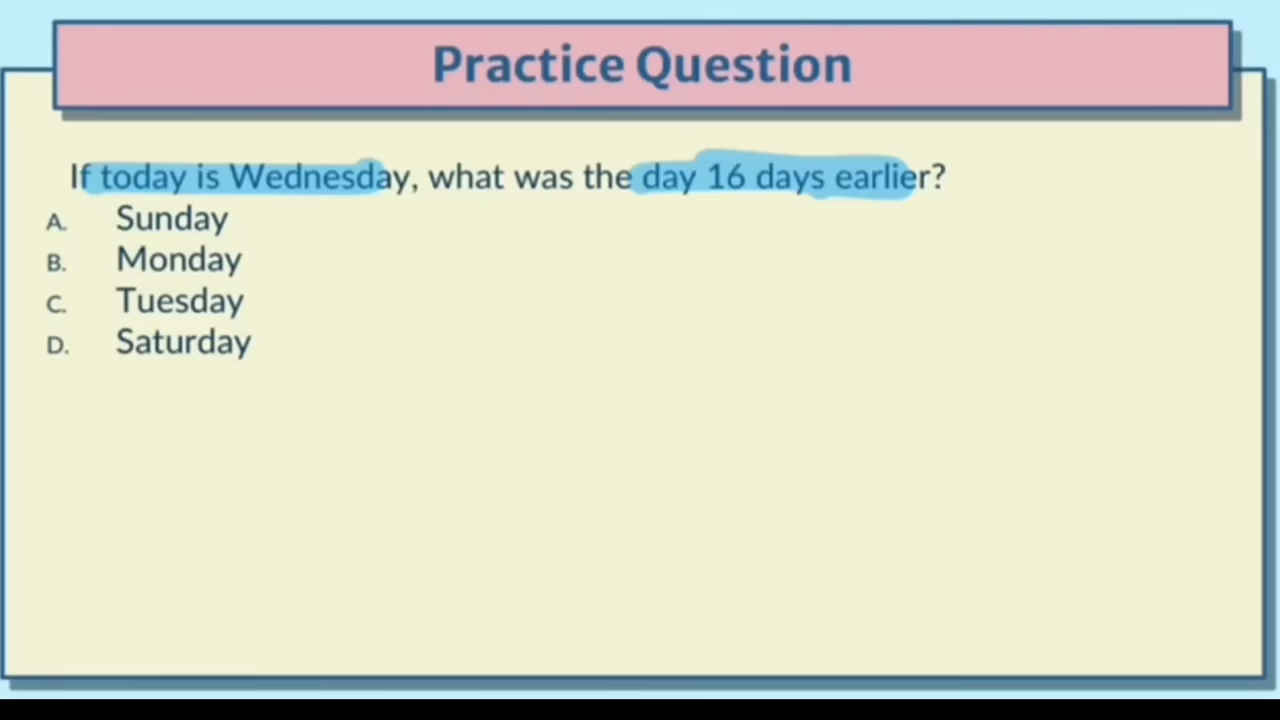 Practice Question
If today is Wednesday, what was the day 16 days earlier?
A. Sunday
B. Monday
C. Tuesday
D. Saturday